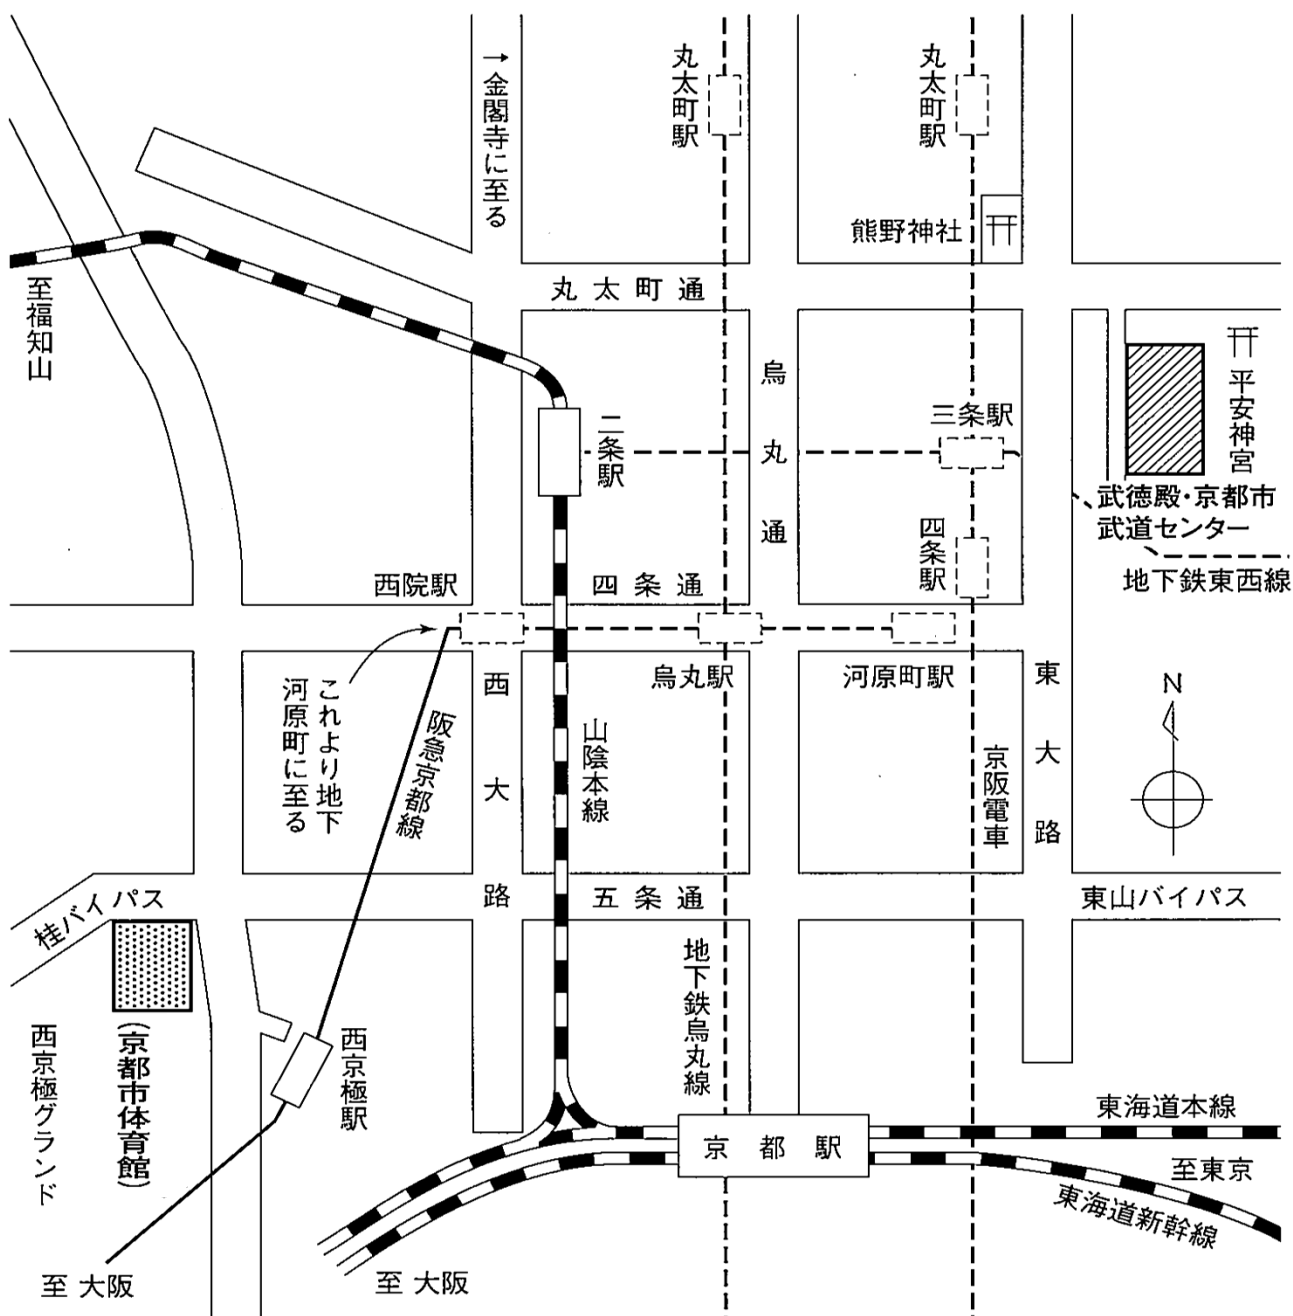 →金閣寺に至る
丸太町駅
丸太町駅
熊野神社
至福知山
丸太町通
烏丸通
平安神宮
三条駅
二条駅
武徳殿・京都市
武道センター
四条駅
地下鉄東西線
西院駅
四条通
烏丸駅
河原町駅
東大路
西大路
これより地下
河原町に至る
阪急京都線
山陰本線
京阪電車
N
桂バイパス
五条通
東山バイパス
地下鉄烏丸線
西京極グランド
(京都市体育館)
西京極駅
東海道本線
京都駅
至東京
東海道新幹線
至 大阪
至 大阪